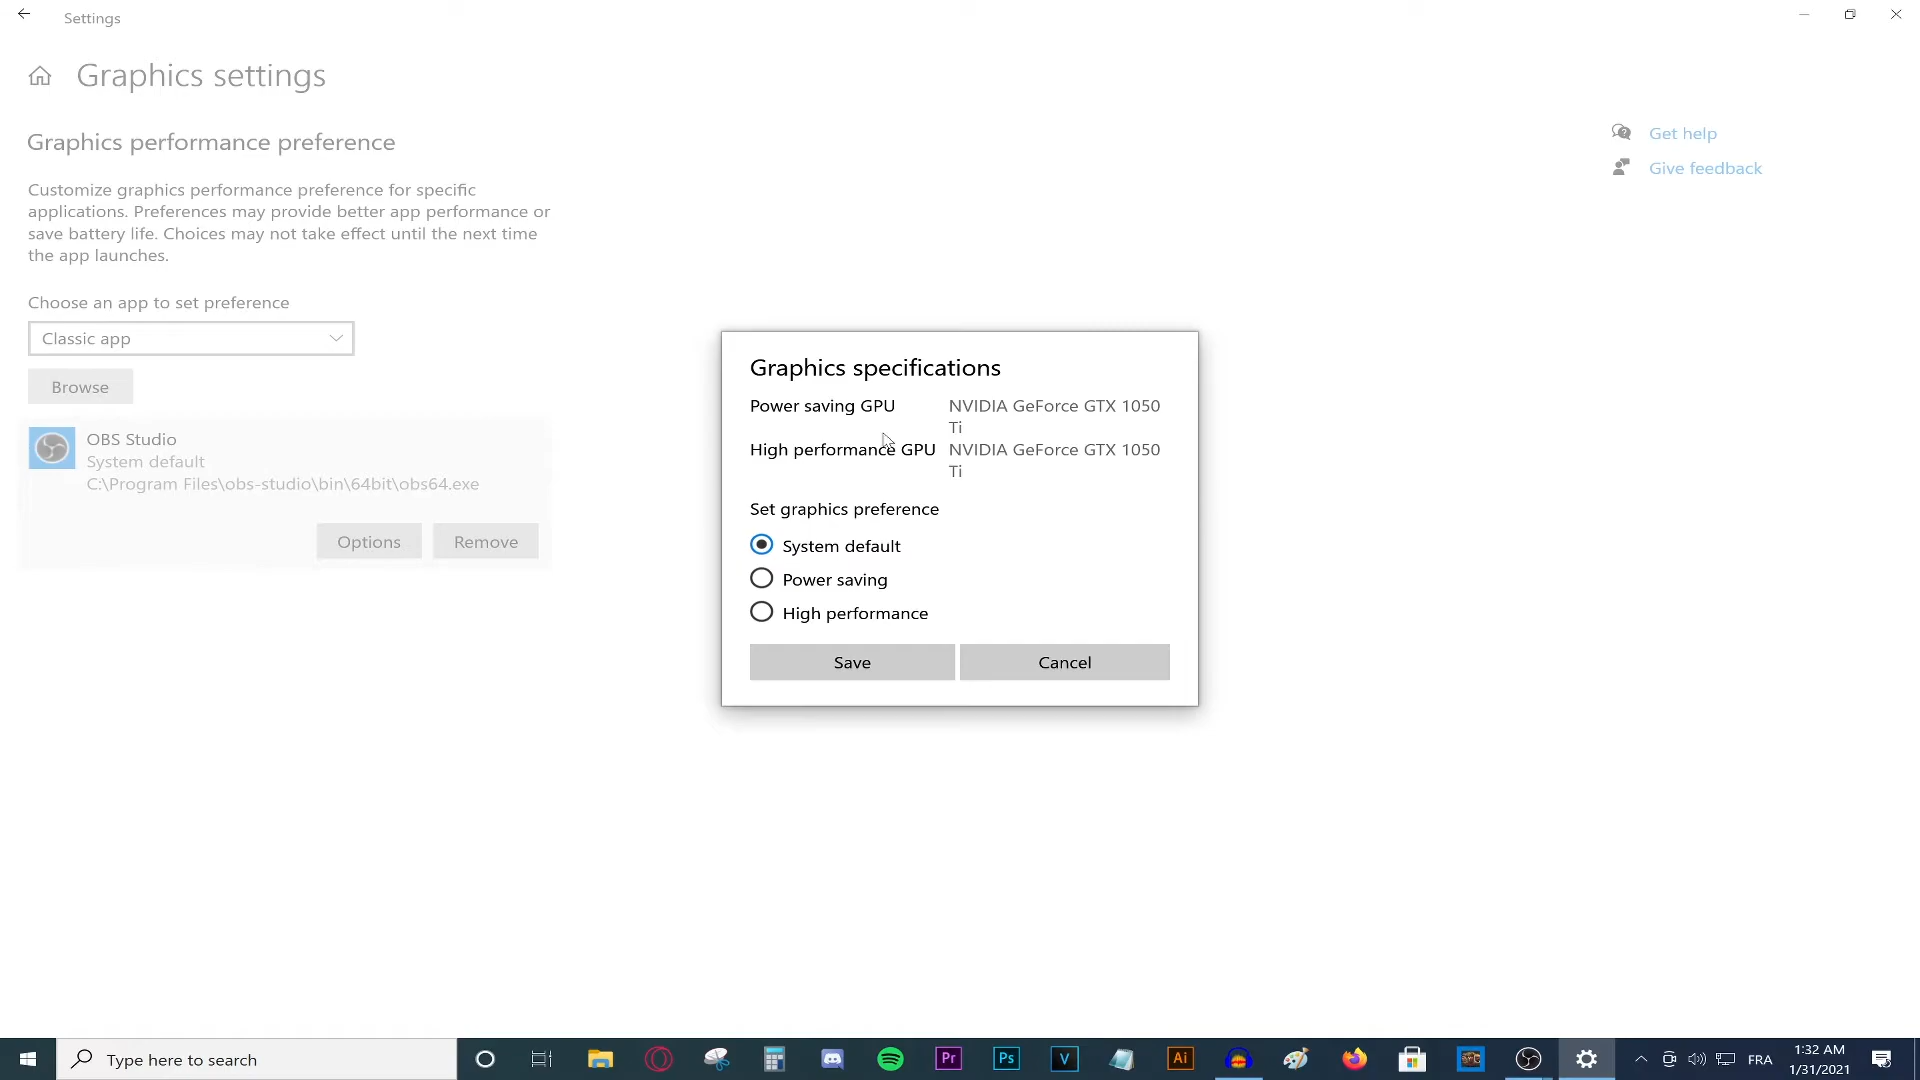 Settings
Graphics settings
Graphics performance preference
Customize graphics performance preference for specific
applications. Preferences may provide better app performance or
save battery life. Choices may not take effect until the next time
the app launches.
Choose an app to set preference
Classic app
Browse
OBS Studio
System default
C:\Program Files\obs-studio\bin\64bit\obs64.exe
Options
Remove
Get help
Give feedback
Graphics specifications
Power saving GPU
NVIDIA GeForce GTX 1050
Ti
High performance GPU
NVIDIA GeForce GTX 1050
Ti
Set graphics preference
System default
Power saving
High performance
Save
Cancel
Type here to search
Pr
Ps
V
Ai
FRA
1:32 AM
1/31/2021